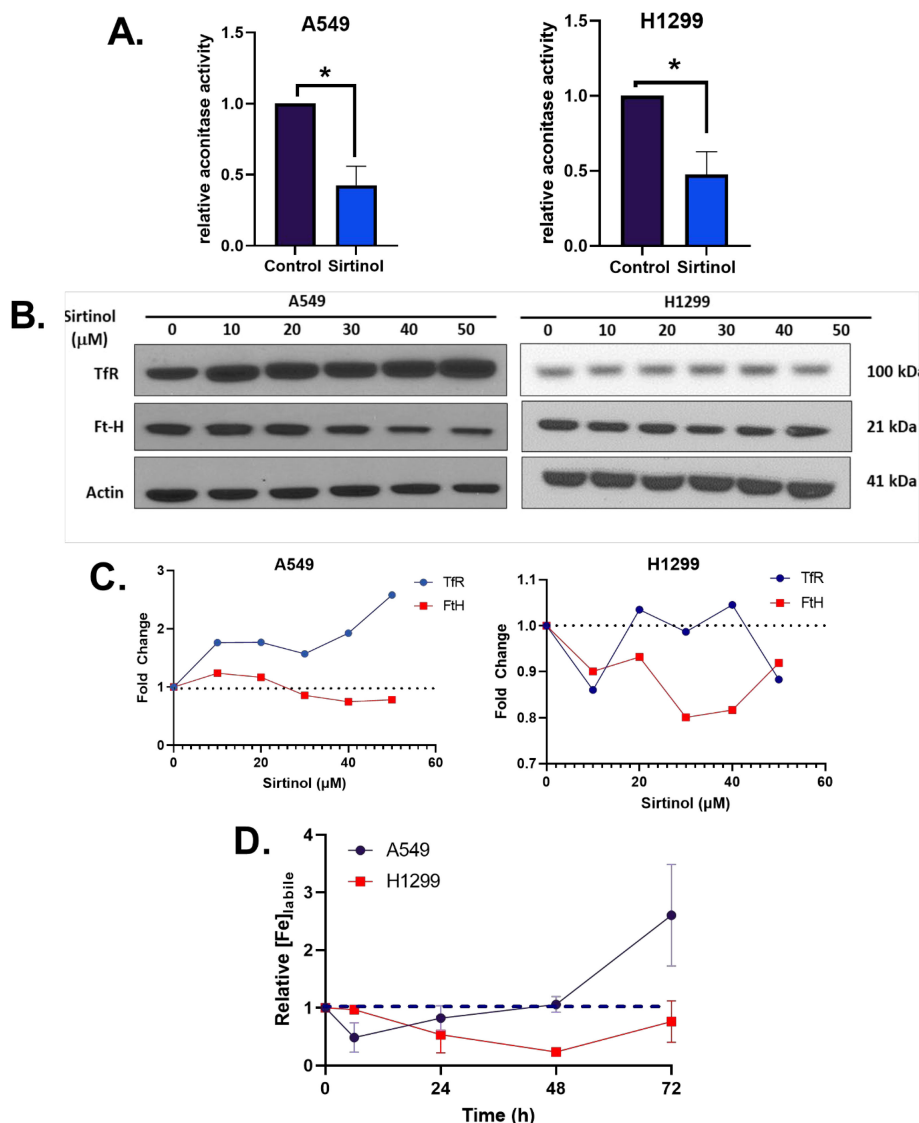 A.
A549
relative aconitase activity
1.5
1.0
0.5
0.0
*
Control Sirtinol
H1299
relative aconitase activity
1.5
1.0
0.5
0.0
*
Control Sirtinol
B.
Sirtinol
(μM)
A549
0 10 20 30 40 50
H1299
0 10 20 30 40 50
TfR
100 kDa
Ft-H
21 kDa
Actin
41 kDa
C.
A549
TfR
FtH
Fold Change
3
2
1
0
0 20 40 60
Sirtinol (μM)
H1299
TfR
FtH
Fold Change
1.1
1.0
0.9
0.8
0.7
0 20 40 60
Sirtinol (μM)
D.
A549
H1299
Relative [Fe]labile
4
3
2
1
0
0 24 48 72
Time (h)